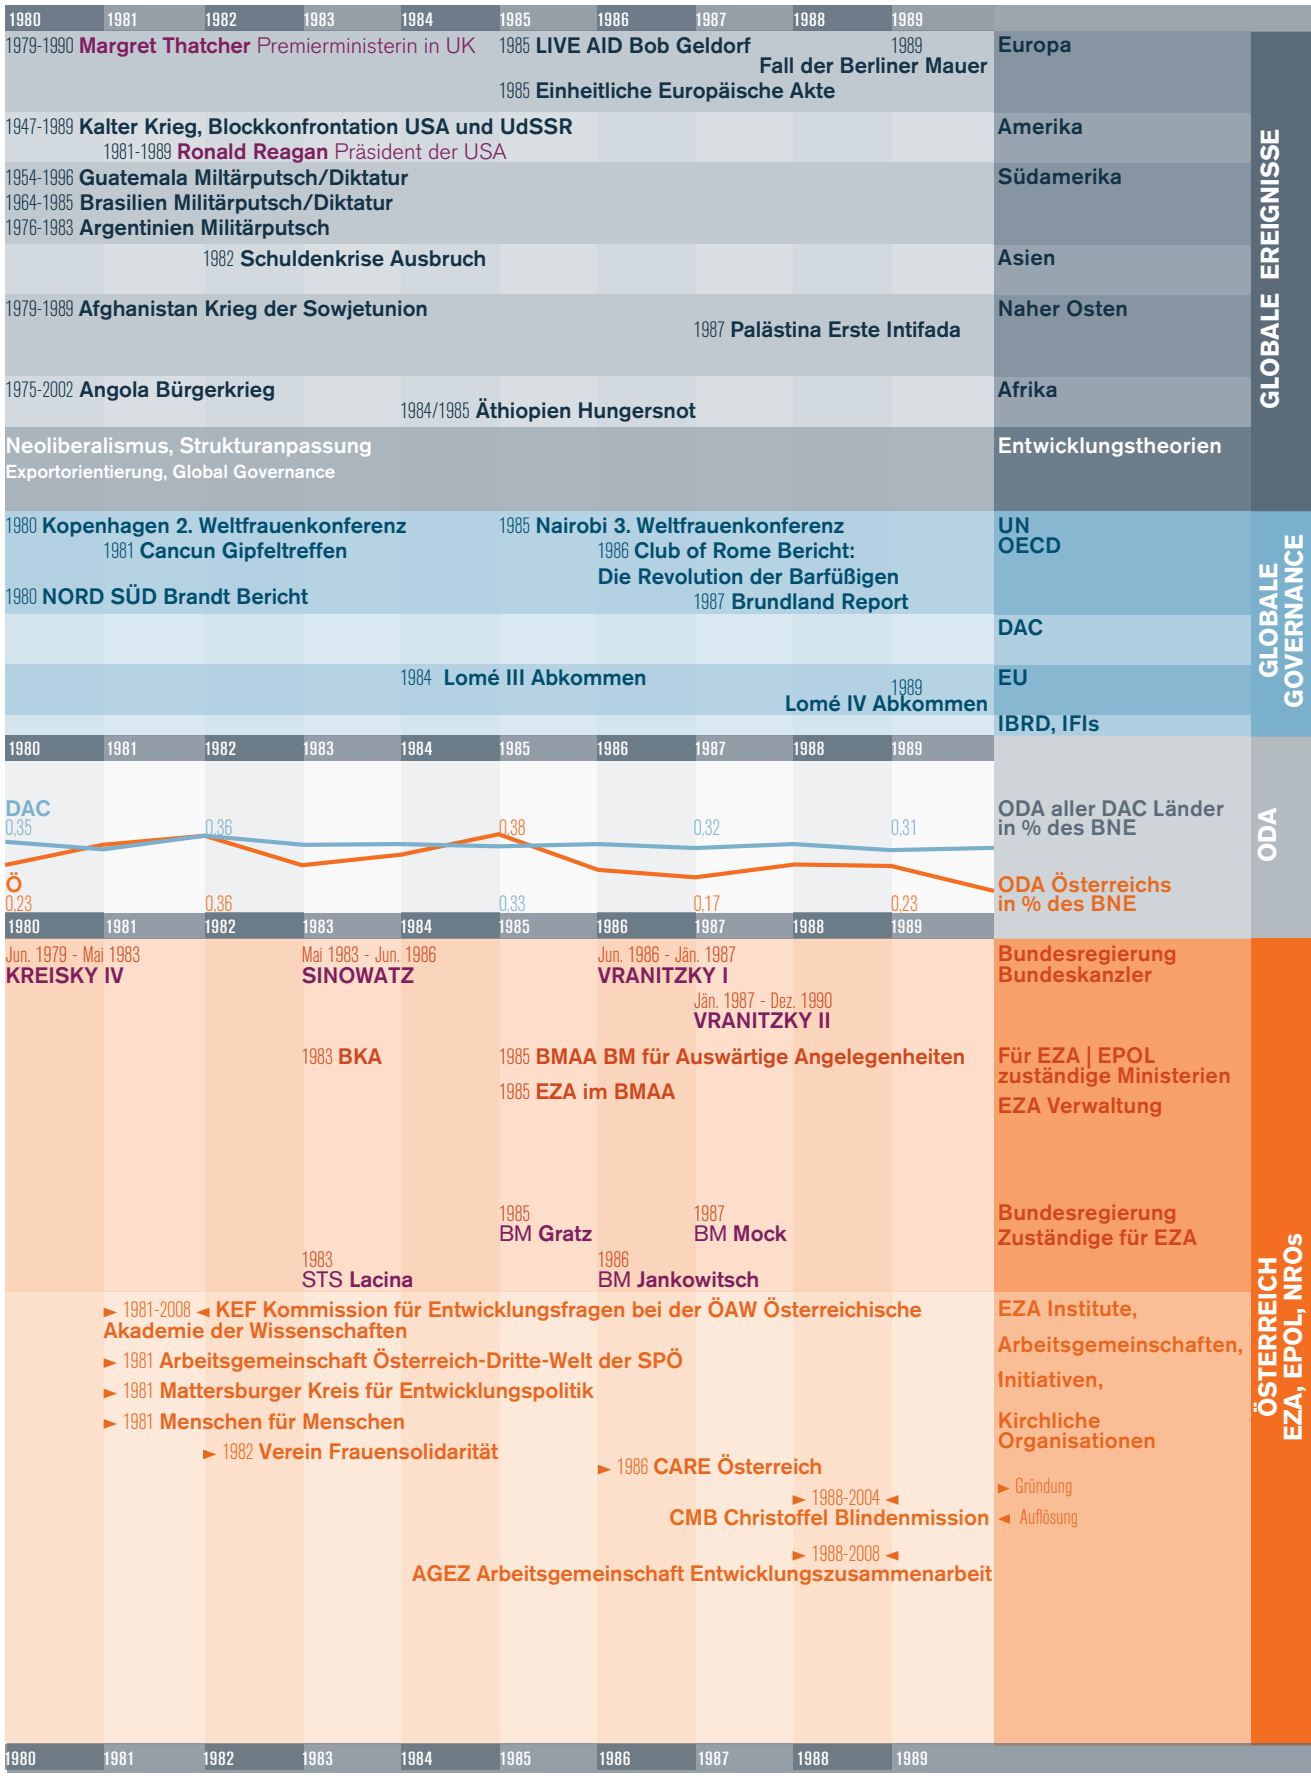 1980 1981 1982 1983 1984 1985 1986 1987 1988 1989
1979-1990 Margret Thatcher Premierministerin in UK 1985 LIVE AID Bob Geldorf 1989 Europa
Fall der Berliner Mauer
1985 Einheitliche Europäische Akte
1947-1989 Kalter Krieg, Blockkonfrontation USA und UdSSR Amerika
1981-1989 Ronald Reagan Präsident der USA
1954-1996 Guatemala Miltärputsch/Diktatur Südamerika
1964-1985 Brasilien Militärputsch/Diktatur
1976-1983 Argentinien Militärputsch
1982 Schuldenkrise Ausbruch Asien
1979-1989 Afghanistan Krieg der Sowjetunion Naher Osten
1987 Palästina Erste Intifada
1975-2002 Angola Bürgerkrieg Afrika
1984/1985 Äthiopien Hungersnot
Neoliberalismus, Strukturanpassung Entwicklungstheorien
Exportorientierung, Global Governance
GLOBALE EREIGNISSE
1980 Kopenhagen 2. Weltfrauenkonferenz 1985 Nairobi 3. Weltfrauenkonferenz UN
OECD
1981 Cancun Gipfeltreffen 1986 Club of Rome Bericht:
Die Revolution der Barfüßigen
1980 NORD SÜD Brandt Bericht 1987 Brundland Report
DAC
1984 Lomé III Abkommen EU
1989
Lomé IV Abkommen
IBRD, IFIs
GLOBALE
GOVERNANCE
1980 1981 1982 1983 1984 1985 1986 1987 1988 1989
DAC ODA aller DAC Länder
0,35 0,36 0,38 0,32 0,31 in % des BNE
Ö ODA Österreichs
0,23 0,36 0,33 0,17 0,23 in % des BNE
ODA
1980 1981 1982 1983 1984 1985 1986 1987 1988 1989
Jun. 1979 - Mai 1983 Mai 1983 - Jun. 1986 Jun. 1986 - Jän. 1987 Bundesregierung
KREISKY IV SINOWATZ VRANITZKY I Bundeskanzler
Jän. 1987 - Dez. 1990
VRANITZKY II
1983 BKA 1985 BMAA BM für Auswärtige Angelegenheiten Für EZA | EPOL
zuständige Ministerien
1985 EZA im BMAA EZA Verwaltung
1985 1987 Bundesregierung
BM Gratz BM Mock Zuständige für EZA
1983 1986
STS Lacina BM Jankowitsch
► 1981-2008 ◄ KEF Kommission für Entwicklungsfragen bei der ÖAW Österreichische EZA Institute,
Akademie der Wissenschaften
► 1981 Arbeitsgemeinschaft Österreich-Dritte-Welt der SPÖ Arbeitsgemeinschaften,
► 1981 Mattersburger Kreis für Entwicklungspolitik Initiativen,
► 1981 Menschen für Menschen Kirchliche
Organisationen
► 1982 Verein Frauensolidarität
► 1986 CARE Österreich
► Gründung
► 1988-2004 ◄
CMB Christoffel Blindenmission ◄ Auflösung
► 1988-2008 ◄
AGEZ Arbeitsgemeinschaft Entwicklungszusammenarbeit
ÖSTERREICH
EZA, EPOL, NROs
1980 1981 1982 1983 1984 1985 1986 1987 1988 1989